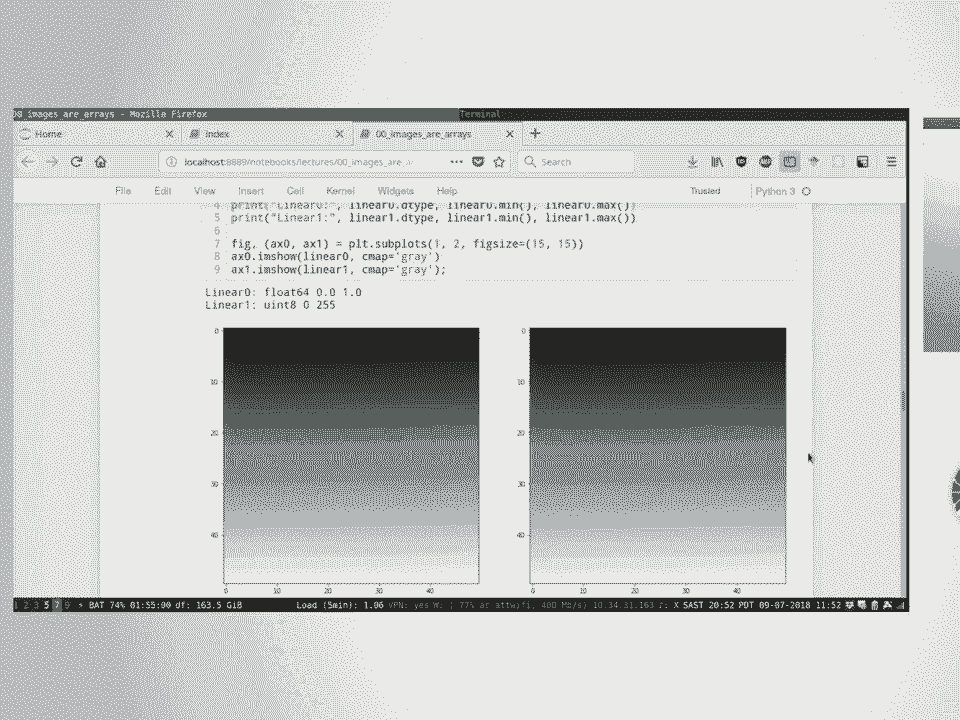 00_images_are_arrays - Mozilla Firefox
Terminal
Home
index
00_images_are_arrays
localhost:8889/notebooks/lectures/00_images_are
Search
File Edit View Insert Cell Kernel Widgets Help
Trusted
Python 3
4 print("Linear0:", linear0.dtype, linear0.min(), linear0.max())
5 print("Linear1:", linear1.dtype, linear1.min(), linear1.max())
6
7 fig, (ax0, ax1) = plt.subplots(1, 2, figsize=(15, 15))
8 ax0.imshow(linear0, cmap='gray')
9 ax1.imshow(linear1, cmap='gray');
Linear0: float64 0.0 1.0
Linear1: uint8 0 255
0 0
10 10
20 20
30 30
40 40
0 10 20 30 40 0 10 20 30 40
1 2 3 5 7 9 BAT 74% 01:55:00 df: 163.5 GiB Load (5min): 1.06 VPN: yes W: ( 77% at attwifi, 400 Mb/s) 10.34.31.163 SAST 20:52 PDT 09-07-2018 11:52